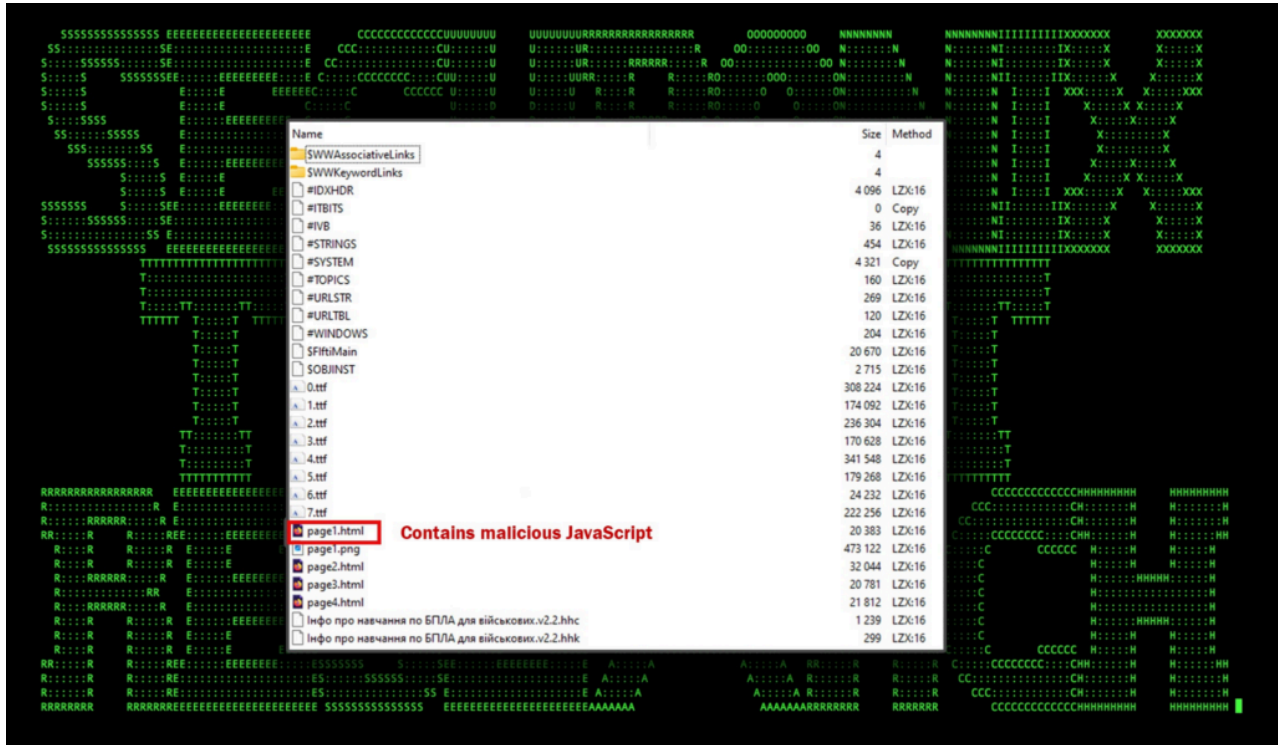 SECURONIX
Name Size Method
$WWAssociativeLinks 4
$WWKeywordLinks 4
#IDXHDR 4 096 LZX:16
#ITBITS 0 Copy
#IVB 36 LZX:16
#STRINGS 454 LZX:16
#SYSTEM 4 321 Copy
#TOPICS 160 LZX:16
#URLSTR 269 LZX:16
#URLTBL 120 LZX:16
#WINDOWS 204 LZX:16
$FIftiMain 20 670 LZX:16
$OBJINST 2 715 LZX:16
0.ttf 308 224 LZX:16
1.ttf 174 092 LZX:16
2.ttf 236 304 LZX:16
3.ttf 170 628 LZX:16
4.ttf 341 548 LZX:16
5.ttf 179 268 LZX:16
6.ttf 24 232 LZX:16
7.ttf 222 256 LZX:16
page1.html Contains malicious JavaScript 20 383 LZX:16
page1.png 473 122 LZX:16
page2.html 32 044 LZX:16
page3.html 20 781 LZX:16
page4.html 21 812 LZX:16
Інфо про навчання по БПЛА для військових.v2.2.hhc 1 239 LZX:16
Інфо про навчання по БПЛА для військових.v2.2.hhk 299 LZX:16
RESEARCH